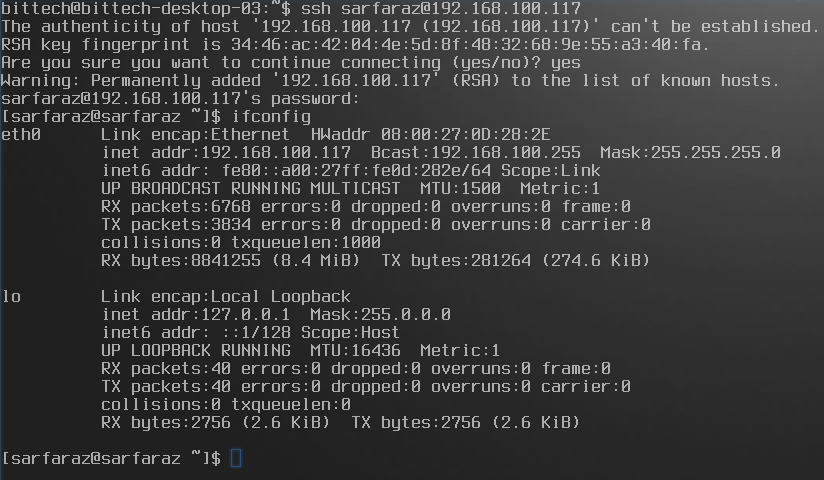 bittech@bittech-desktop-03:~$ ssh sarfaraz@192.168.100.117
The authenticity of host '192.168.100.117 (192.168.100.117)' can't be established.
RSA key fingerprint is 34:46:ac:42:04:4e:5d:8f:48:32:68:9e:55:a3:40:fa.
Are you sure you want to continue connecting (yes/no)? yes
Warning: Permanently added '192.168.100.117' (RSA) to the list of known hosts.
sarfaraz@192.168.100.117's password:
[sarfaraz@sarfaraz ~]$ ifconfig
eth0      Link encap:Ethernet  HWaddr 08:00:27:0D:28:2E
          inet addr:192.168.100.117  Bcast:192.168.100.255  Mask:255.255.255.0
          inet6 addr: fe80::a00:27ff:fe0d:282e/64 Scope:Link
          UP BROADCAST RUNNING MULTICAST  MTU:1500  Metric:1
          RX packets:6768 errors:0 dropped:0 overruns:0 frame:0
          TX packets:3834 errors:0 dropped:0 overruns:0 carrier:0
          collisions:0 txqueuelen:1000
          RX bytes:8841255 (8.4 MiB)  TX bytes:281264 (274.6 KiB)

lo        Link encap:Local Loopback
          inet addr:127.0.0.1  Mask:255.0.0.0
          inet6 addr: ::1/128 Scope:Host
          UP LOOPBACK RUNNING  MTU:16436  Metric:1
          RX packets:40 errors:0 dropped:0 overruns:0 frame:0
          TX packets:40 errors:0 dropped:0 overruns:0 carrier:0
          collisions:0 txqueuelen:0
          RX bytes:2756 (2.6 KiB)  TX bytes:2756 (2.6 KiB)

[sarfaraz@sarfaraz ~]$